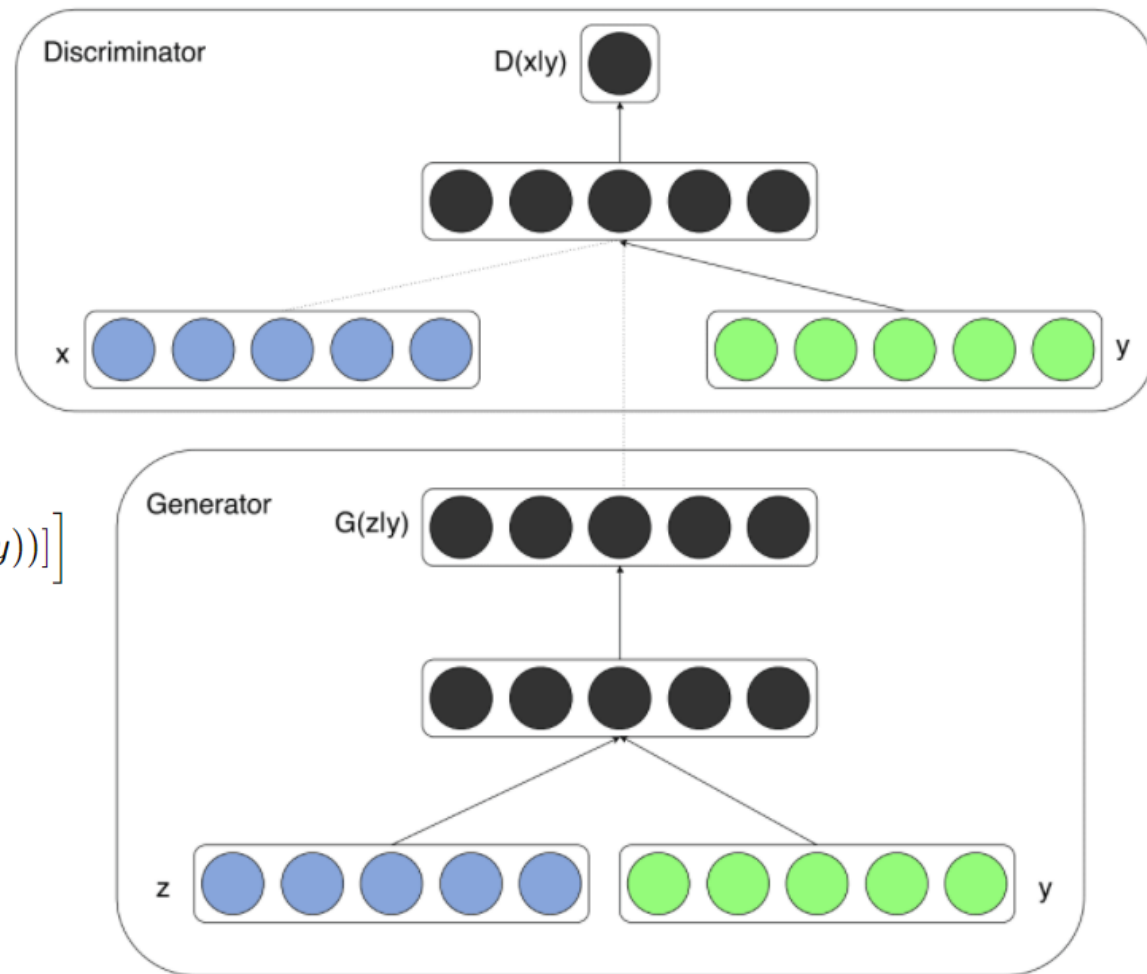 Discriminator
D(x|y)
x
y
Generator
G(z|y)
y))]]
z
y